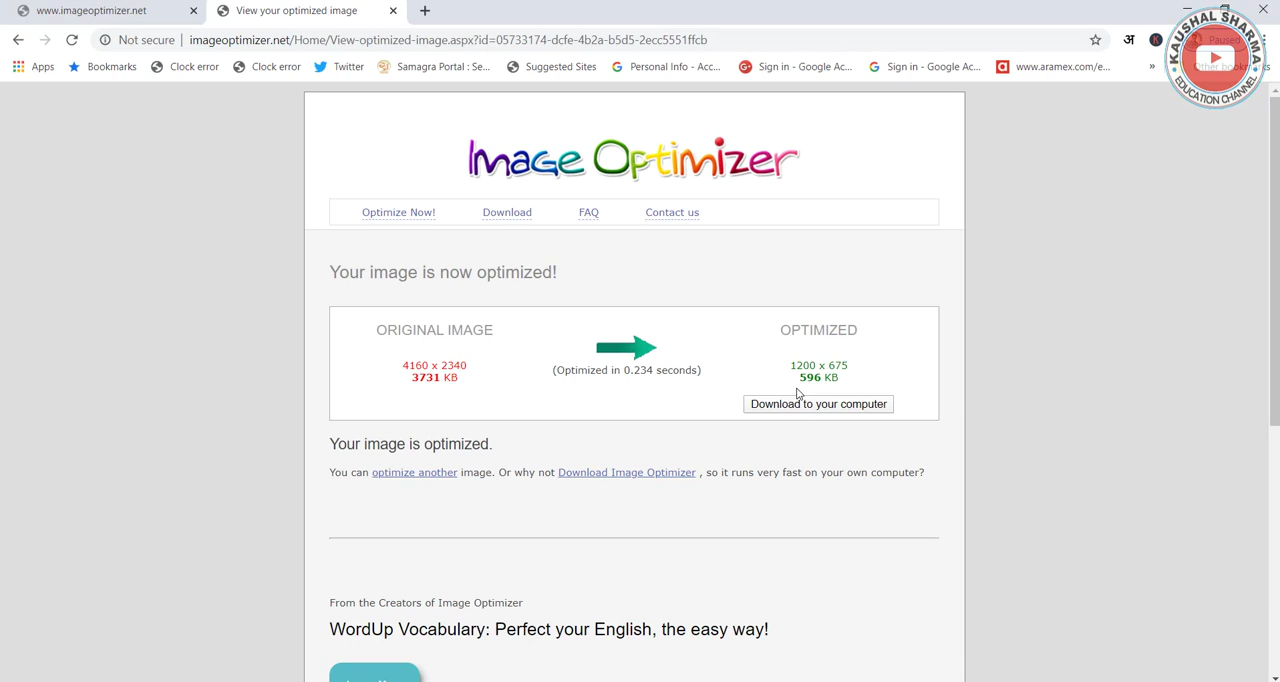 www.imageoptimizer.net
View your optimized image
Not secure | imageoptimizer.net/Home/View-optimized-image.aspx?id=05733174-dcfe-4b2a-b5d5-2ecc5551ffcb
अ
K
Paused
Apps
Bookmarks
Clock error
Clock error
Twitter
Samagra Portal : S...
Suggested Sites
Personal Info - Acc...
Sign in - Google Ac...
Sign in - Google Ac...
www.aramex.com/e...
»
Other bookmarks
•KAUSHAL SHARMA•
EDUCATION CHANNEL
Image Optimizer
Optimize Now!
Download
FAQ
Contact us
Your image is now optimized!
ORIGINAL IMAGE
4160 x 2340
3731 KB
(Optimized in 0.234 seconds)
OPTIMIZED
1200 x 675
596 KB
Download to your computer
Your image is optimized.
You can optimize another image. Or why not Download Image Optimizer , so it runs very fast on your own computer?
From the Creators of Image Optimizer
WordUp Vocabulary: Perfect your English, the easy way!